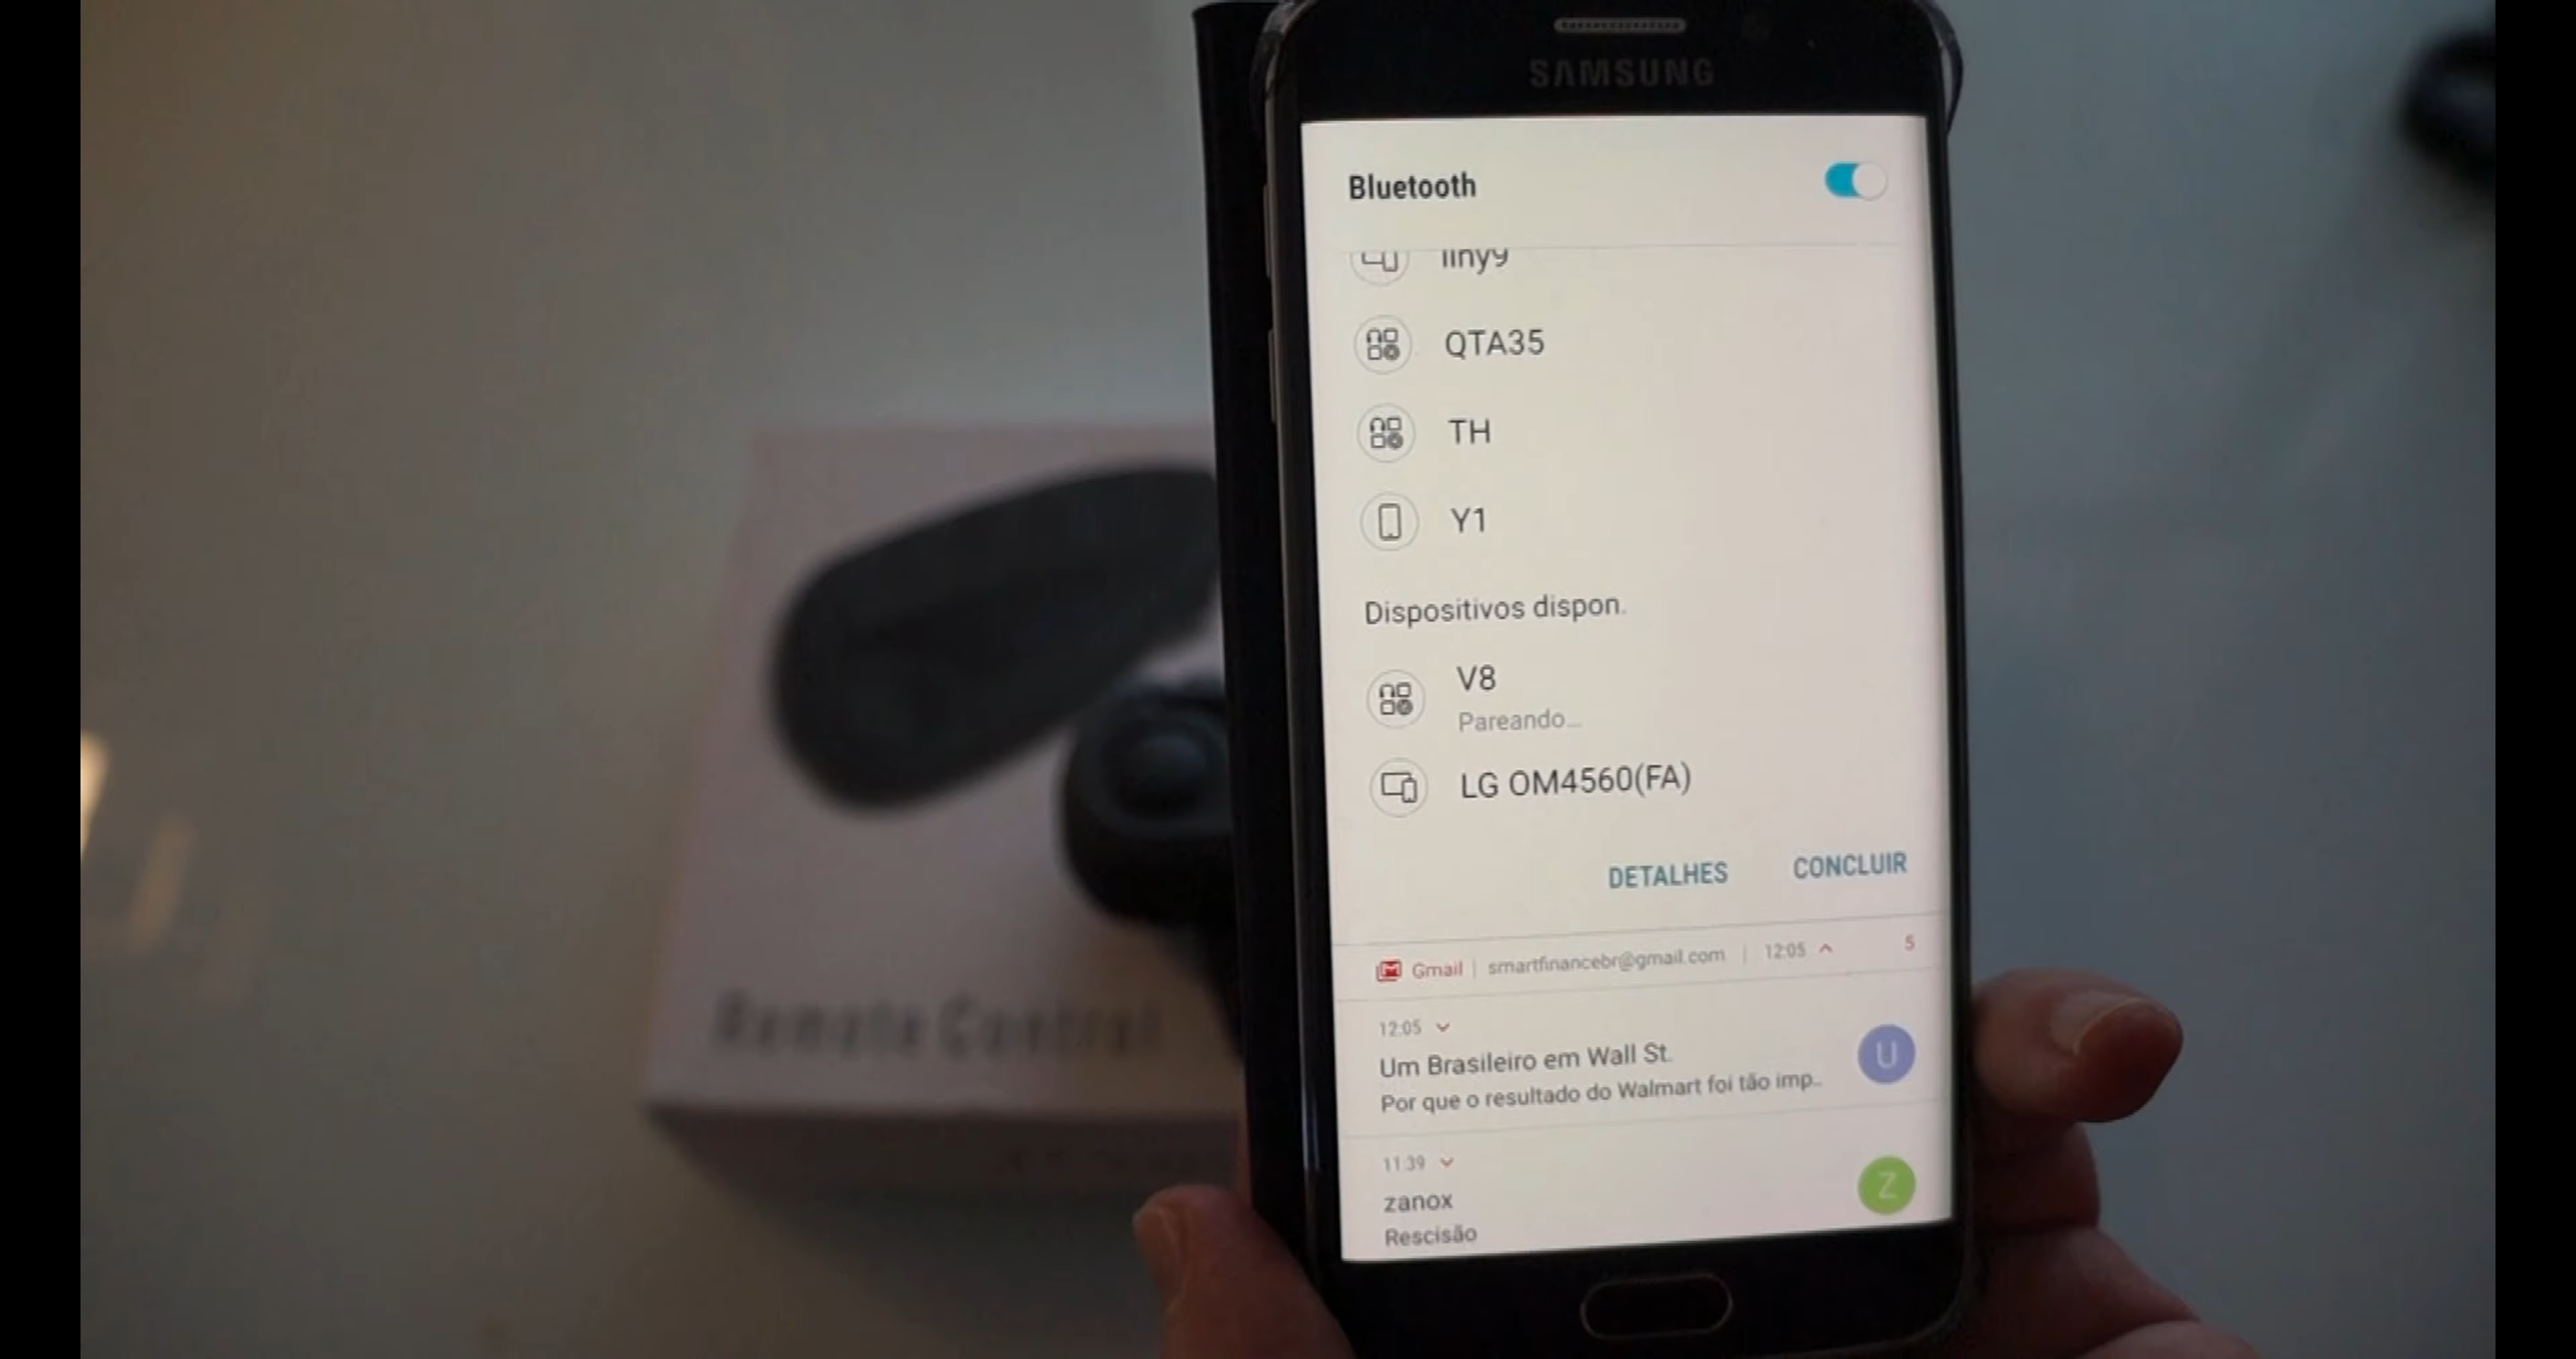 SAMSUNG
Bluetooth
QTA35
TH
Y1
Dispositivos dispon.
V8
Pareando...
LG OM4560(FA)
DETALHES CONCLUIR
Gmail | smartfinancebr@gmail.com | 12:05 5
12:05
Um Brasileiro em Wall St.
Por que o resultado do Walmart foi tão imp...
U
11:39
zanox
Rescisão
Z
Remote Control